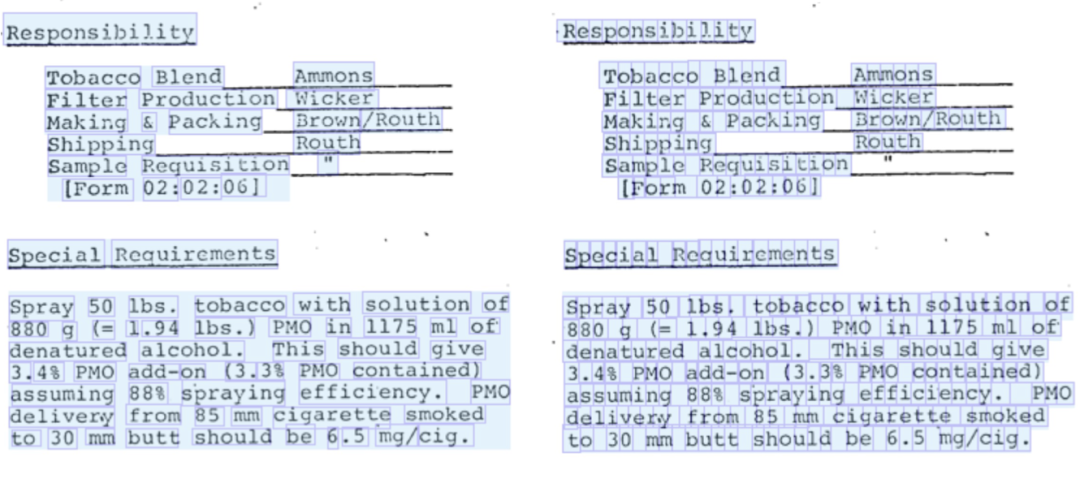 Responsibility
Tobacco Blend Ammons
Filter Production Wicker
Making & Packing Brown/Routh
Shipping Routh
Sample Requisition "
[Form 02:02:06]
Special Requirements
Spray 50 lbs. tobacco with solution of
880 g (= 1.94 lbs.) PMO in 1175 ml of
denatured alcohol. This should give
3.4% PMO add-on (3.3% PMO contained)
assuming 88% spraying efficiency. PMO
delivery from 85 mm cigarette smoked
to 30 mm butt should be 6.5 mg/cig.
Responsibility
Tobacco Blend Ammons
Filter Production Wicker
Making & Packing Brown/Routh
Shipping Routh
Sample Requisition "
[Form 02:02:06]
Special Requirements
Spray 50 lbs. tobacco with solution of
880 g (= 1.94 lbs.) PMO in 1175 ml of
denatured alcohol. This should give
3.4% PMO add-on (3.3% PMO contained)
assuming 88% spraying efficiency. PMO
delivery from 85 mm cigarette smoked
to 30 mm butt should be 6.5 mg/cig.